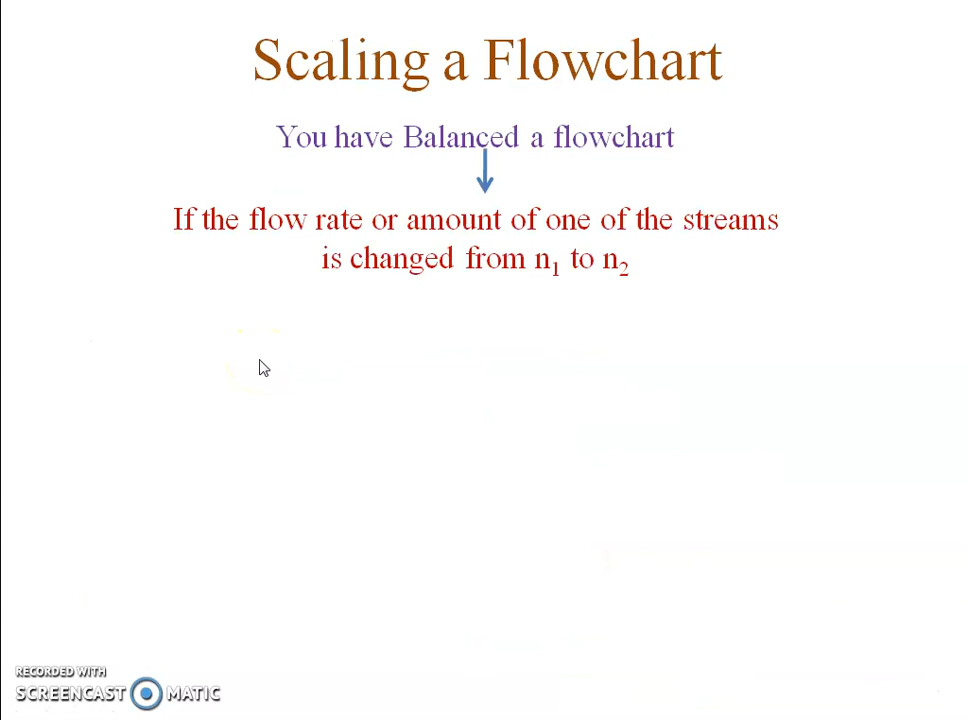 Scaling a Flowchart
You have Balanced a flowchart
If the flow rate or amount of one of the streams
is changed from n₁ to n₂
RECORDED WITH
SCREENCAST MATIC